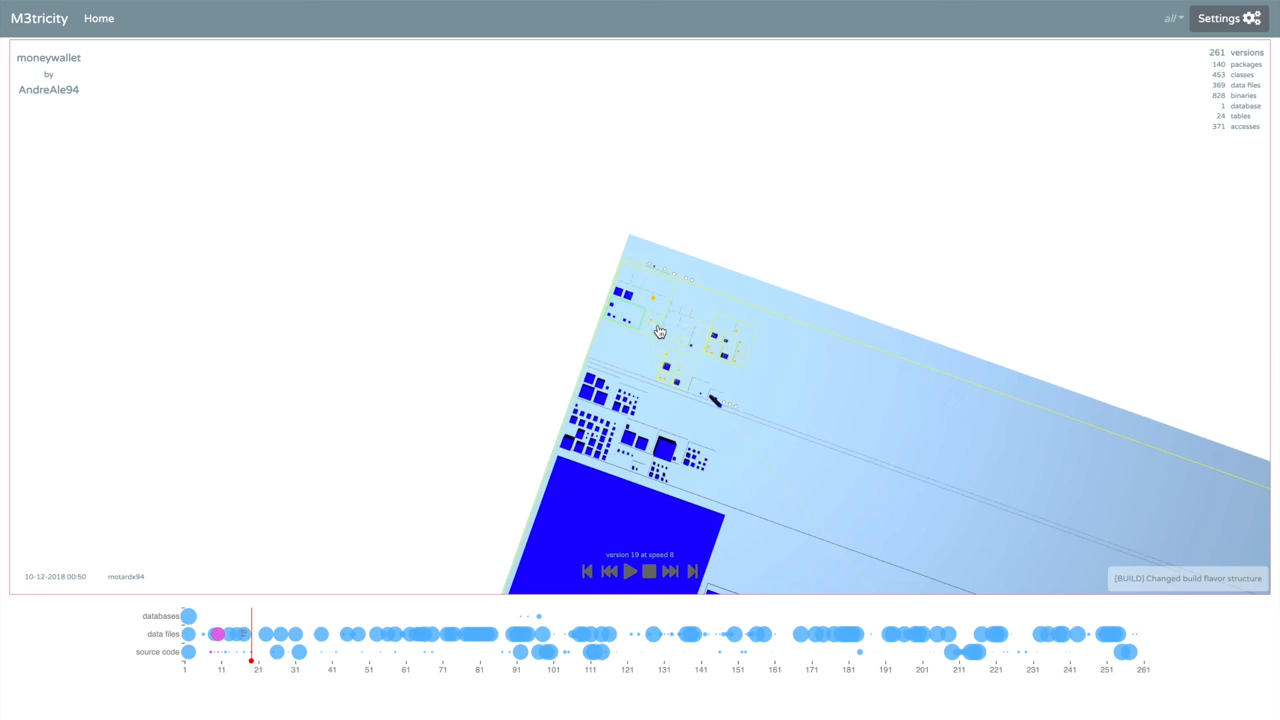 M3tricity Home all Settings
moneywallet
by
AndreAle94
261 versions
140 packages
453 classes
369 data files
828 binaries
1 database
24 tables
371 accesses
version 19 at speed 8
10-12-2018 00:50 motardx94
[BUILD] Changed build flavor structure
databases
data files
source code
1 11 21 31 41 51 61 71 81 91 101 111 121 131 141 151 161 171 181 191 201 211 221 231 241 251 261